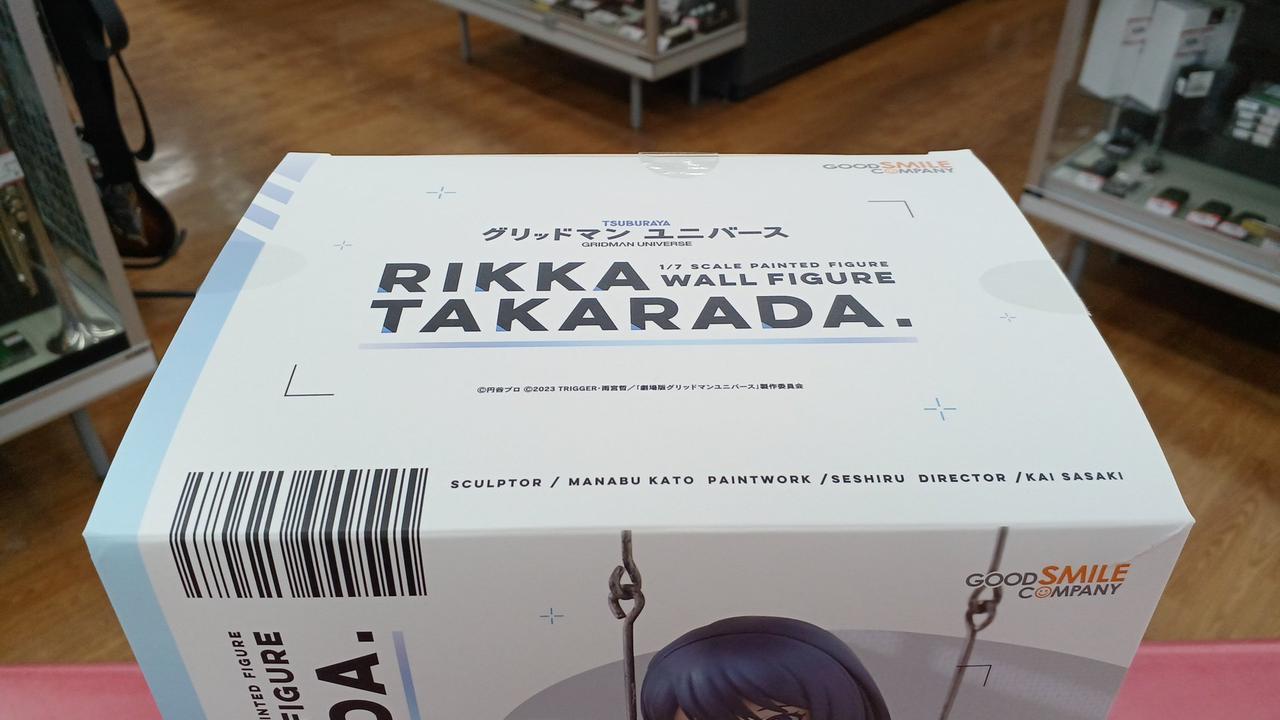 GOOD SMILE
COMPANY
TSUBURAYA
グリッドマン ユニバース
GRIDMAN UNIVERSE
RIKKA
1/7 SCALE PAINTED FIGURE
WALL FIGURE
TAKARADA.
©円谷プロ ©2023 TRIGGER・雨宮哲/「劇場版グリッドマンユニバース」製作委員会
SCULPTOR / MANABU KATO PAINTWORK /SESHIRU DIRECTOR /KAI SASAKI
GOOD SMILE
COMPANY
FIGURE
FIGURE
DA.